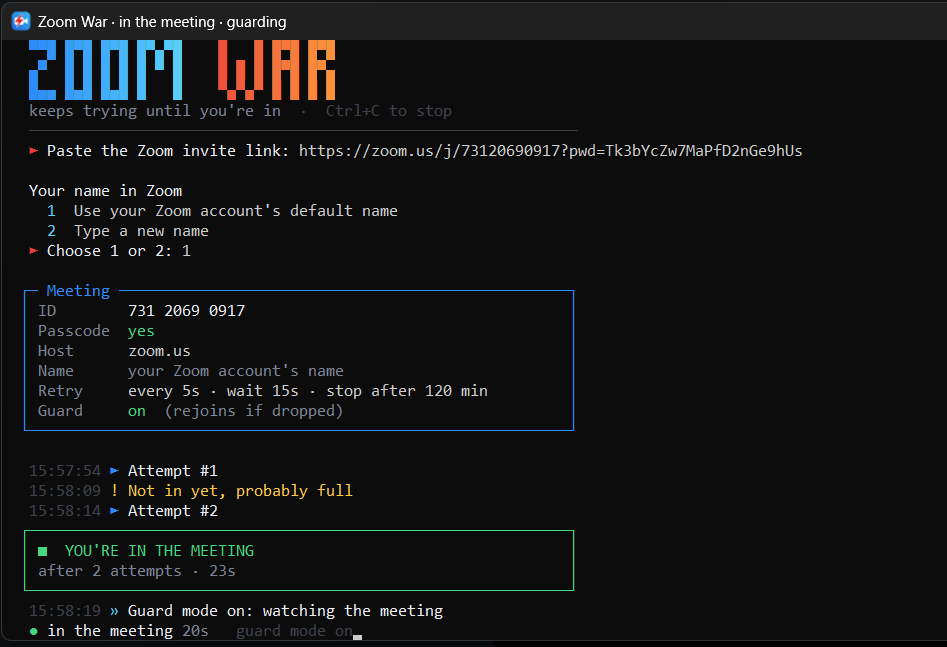 Zoom War · in the meeting · guarding
ZOOM WAR
keeps trying until you're in · Ctrl+C to stop
► Paste the Zoom invite link: https://zoom.us/j/73120690917?pwd=Tk3bYcZw7MaPfD2nGe9hUs
Your name in Zoom
1 Use your Zoom account's default name
2 Type a new name
► Choose 1 or 2: 1
Meeting
ID 731 2069 0917
Passcode yes
Host zoom.us
Name your Zoom account's name
Retry every 5s · wait 15s · stop after 120 min
Guard on (rejoins if dropped)
15:57:54 ► Attempt #1
15:58:09 ! Not in yet, probably full
15:58:14 ► Attempt #2
■ YOU'RE IN THE MEETING
after 2 attempts · 23s
15:58:19 » Guard mode on: watching the meeting
● in the meeting 20s guard mode on